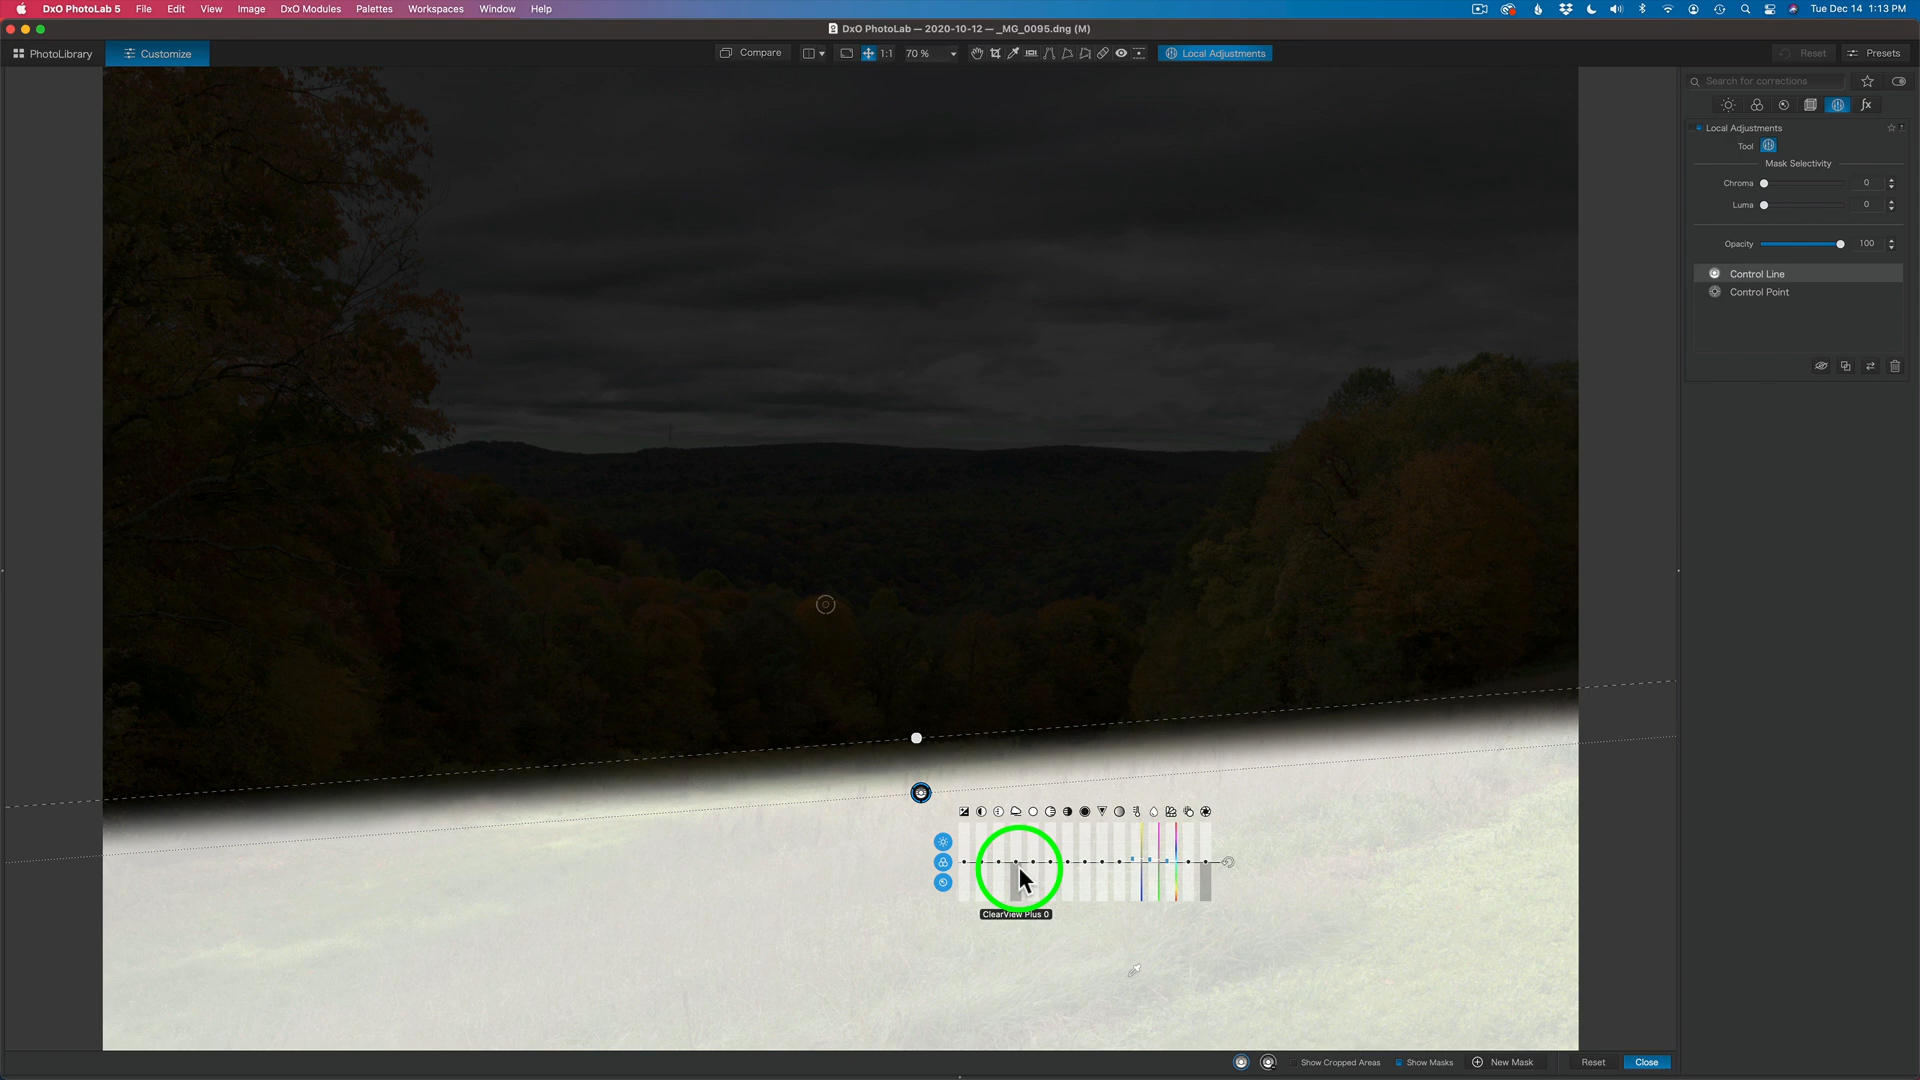 DxO PhotoLab 5 File Edit View Image DxO Modules Palettes Workspaces Window Help Tue Dec 14 1:13 PM
DxO PhotoLab — 2020-10-12 — _MG_0095.dng (M)
PhotoLibrary Customize Compare 1:1 70 % Local Adjustments Reset Presets
Search for corrections
fx
Local Adjustments
Tool
Mask Selectivity
Chroma 0
Luma 0
Opacity 100
Control Line
Control Point
ClearView Plus 0
Show Cropped Areas Show Masks New Mask Reset Close